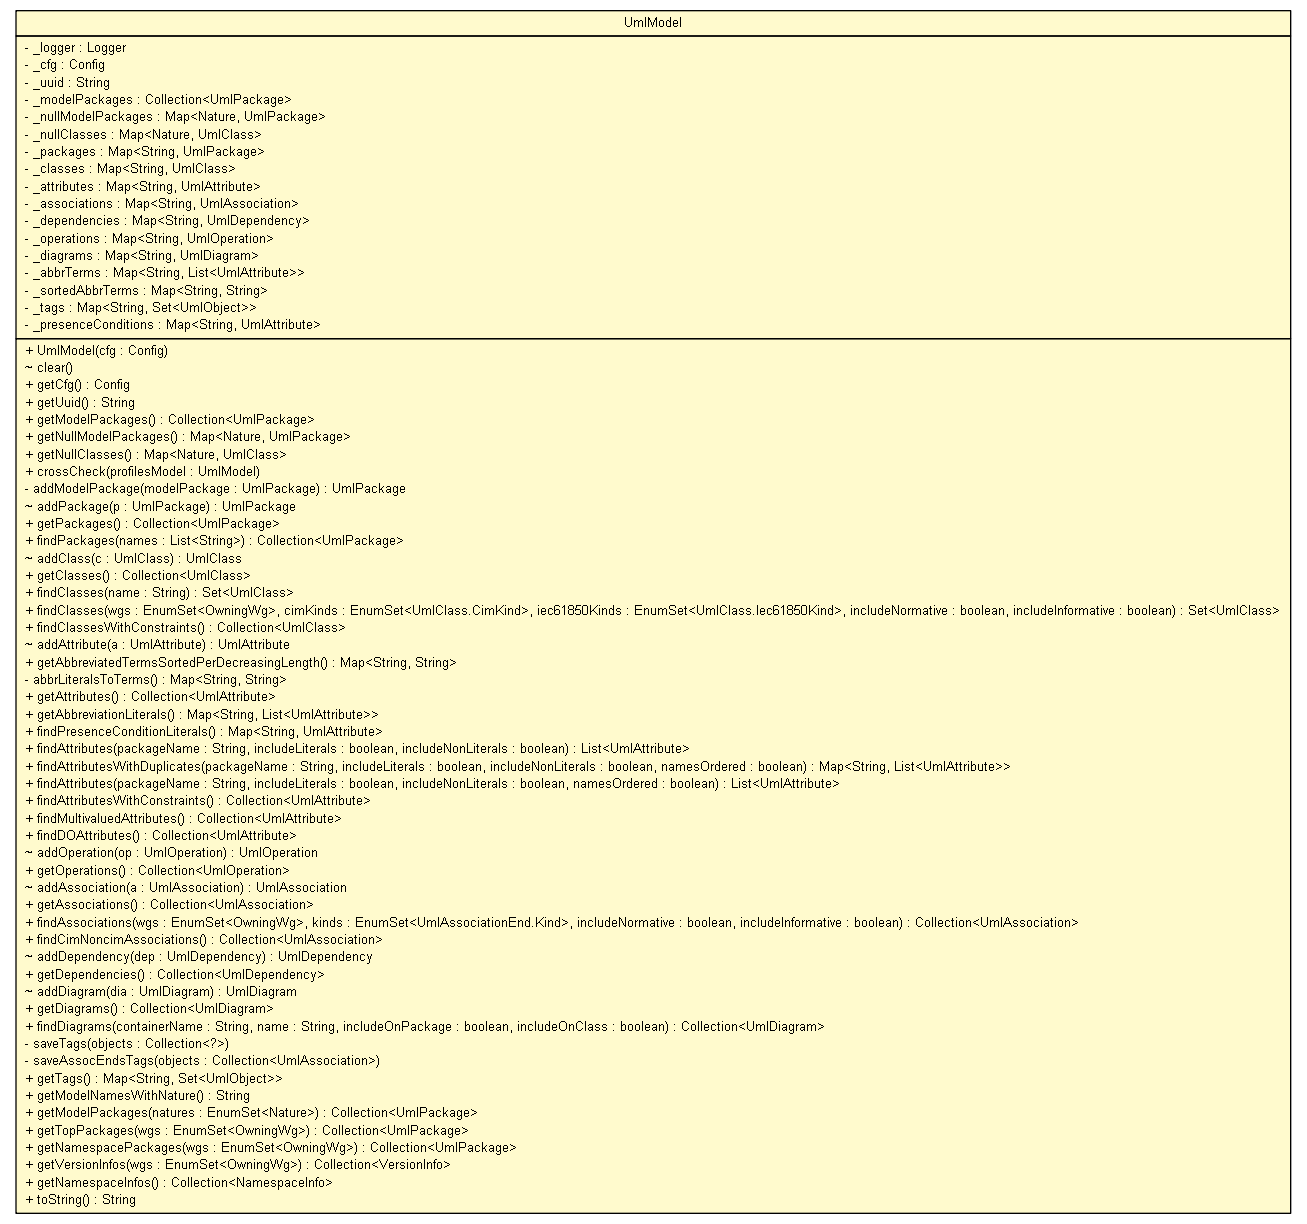 UmlModel
- _logger : Logger
- _cfg : Config
- _uuid : String
- _modelPackages : Collection<UmlPackage>
- _nullModelPackages : Map<Nature, UmlPackage>
- _nullClasses : Map<Nature, UmlClass>
- _packages : Map<String, UmlPackage>
- _classes : Map<String, UmlClass>
- _attributes : Map<String, UmlAttribute>
- _associations : Map<String, UmlAssociation>
- _dependencies : Map<String, UmlDependency>
- _operations : Map<String, UmlOperation>
- _diagrams : Map<String, UmlDiagram>
- _abbrTerms : Map<String, List<UmlAttribute>>
- _sortedAbbrTerms : Map<String, String>
- _tags : Map<String, Set<UmlObject>>
- _presenceConditions : Map<String, UmlAttribute>
+ UmlModel(cfg : Config)
~ clear()
+ getCfg() : Config
+ getUuid() : String
+ getModelPackages() : Collection<UmlPackage>
+ getNullModelPackages() : Map<Nature, UmlPackage>
+ getNullClasses() : Map<Nature, UmlClass>
+ crossCheck(profilesModel : UmlModel)
- addModelPackage(modelPackage : UmlPackage) : UmlPackage
~ addPackage(p : UmlPackage) : UmlPackage
+ getPackages() : Collection<UmlPackage>
+ findPackages(names : List<String>) : Collection<UmlPackage>
~ addClass(c : UmlClass) : UmlClass
+ getClasses() : Collection<UmlClass>
+ findClasses(name : String) : Set<UmlClass>
+ findClasses(wgs : EnumSet<OwningWg>, cimKinds : EnumSet<UmlClass.CimKind>, iec61850Kinds : EnumSet<UmlClass.Iec61850Kind>, includeNormative : boolean, includeInformative : boolean) : Set<UmlClass>
+ findClassesWithConstraints() : Collection<UmlClass>
~ addAttribute(a : UmlAttribute) : UmlAttribute
+ getAbbreviatedTermsSortedPerDecreasingLength() : Map<String, String>
- abbrLiteralsToTerms() : Map<String, String>
+ getAttributes() : Collection<UmlAttribute>
+ getAbbreviationLiterals() : Map<String, List<UmlAttribute>>
+ findPresenceConditionLiterals() : Map<String, UmlAttribute>
+ findAttributes(packageName : String, includeLiterals : boolean, includeNonLiterals : boolean) : List<UmlAttribute>
+ findAttributesWithDuplicates(packageName : String, includeLiterals : boolean, includeNonLiterals : boolean, namesOrdered : boolean) : Map<String, List<UmlAttribute>>
+ findAttributes(packageName : String, includeLiterals : boolean, includeNonLiterals : boolean, namesOrdered : boolean) : List<UmlAttribute>
+ findAttributesWithConstraints() : Collection<UmlAttribute>
+ findMultivaluedAttributes() : Collection<UmlAttribute>
+ findDOAttributes() : Collection<UmlAttribute>
~ addOperation(op : UmlOperation) : UmlOperation
+ getOperations() : Collection<UmlOperation>
~ addAssociation(a : UmlAssociation) : UmlAssociation
+ getAssociations() : Collection<UmlAssociation>
+ findAssociations(wgs : EnumSet<OwningWg>, kinds : EnumSet<UmlAssociationEnd.Kind>, includeNormative : boolean, includeInformative : boolean) : Collection<UmlAssociation>
+ findCimNoncimAssociations() : Collection<UmlAssociation>
~ addDependency(dep : UmlDependency) : UmlDependency
+ getDependencies() : Collection<UmlDependency>
~ addDiagram(dia : UmlDiagram) : UmlDiagram
+ getDiagrams() : Collection<UmlDiagram>
+ findDiagrams(containerName : String, name : String, includeOnPackage : boolean, includeOnClass : boolean) : Collection<UmlDiagram>
- saveTags(objects : Collection<?>)
- saveAssocEndsTags(objects : Collection<UmlAssociation>)
+ getTags() : Map<String, Set<UmlObject>>
+ getModelNamesWithNature() : String
+ getModelPackages(natures : EnumSet<Nature>) : Collection<UmlPackage>
+ getTopPackages(wgs : EnumSet<OwningWg>) : Collection<UmlPackage>
+ getNamespacePackages(wgs : EnumSet<OwningWg>) : Collection<UmlPackage>
+ getVersionInfos(wgs : EnumSet<OwningWg>) : Collection<VersionInfo>
+ getNamespaceInfos() : Collection<NamespaceInfo>
+ toString() : String